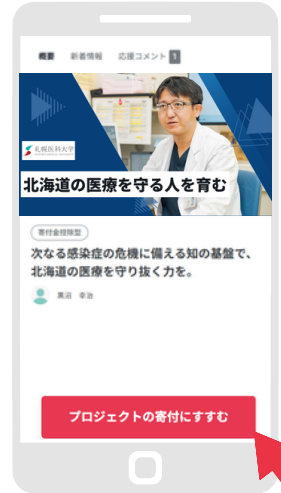 概要 新着情報 応援コメント 1
札幌医科大学
北海道の医療を守る人を育む
寄付金控除型
次なる感染症の危機に備える知の基盤で、
北海道の医療を守り抜く力を。
黒沼 幸治
プロジェクトの寄付にすすむ